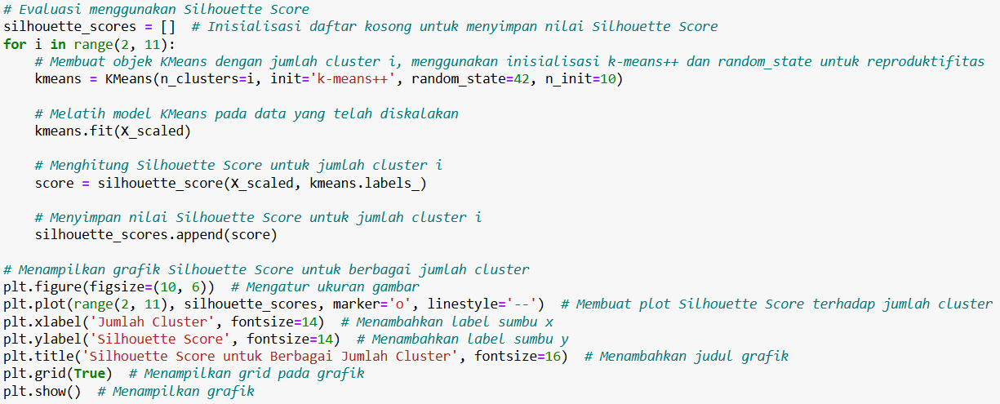 # Evaluasi menggunakan Silhouette Score
silhouette_scores = []  # Inisialisasi daftar kosong untuk menyimpan nilai Silhouette Score
for i in range(2, 11):
    # Membuat objek KMeans dengan jumlah cluster i, menggunakan inisialisasi k-means++ dan random_state untuk reproduktifitas
    kmeans = KMeans(n_clusters=i, init='k-means++', random_state=42, n_init=10)

    # Melatih model KMeans pada data yang telah diskalakan
    kmeans.fit(X_scaled)

    # Menghitung Silhouette Score untuk jumlah cluster i
    score = silhouette_score(X_scaled, kmeans.labels_)

    # Menyimpan nilai Silhouette Score untuk jumlah cluster i
    silhouette_scores.append(score)

# Menampilkan grafik Silhouette Score untuk berbagai jumlah cluster
plt.figure(figsize=(10, 6))  # Mengatur ukuran gambar
plt.plot(range(2, 11), silhouette_scores, marker='o', linestyle='--')  # Membuat plot Silhouette Score terhadap jumlah cluster
plt.xlabel('Jumlah Cluster', fontsize=14)  # Menambahkan label sumbu x
plt.ylabel('Silhouette Score', fontsize=14)  # Menambahkan label sumbu y
plt.title('Silhouette Score untuk Berbagai Jumlah Cluster', fontsize=16)  # Menambahkan judul grafik
plt.grid(True)  # Menampilkan grid pada grafik
plt.show()  # Menampilkan grafik